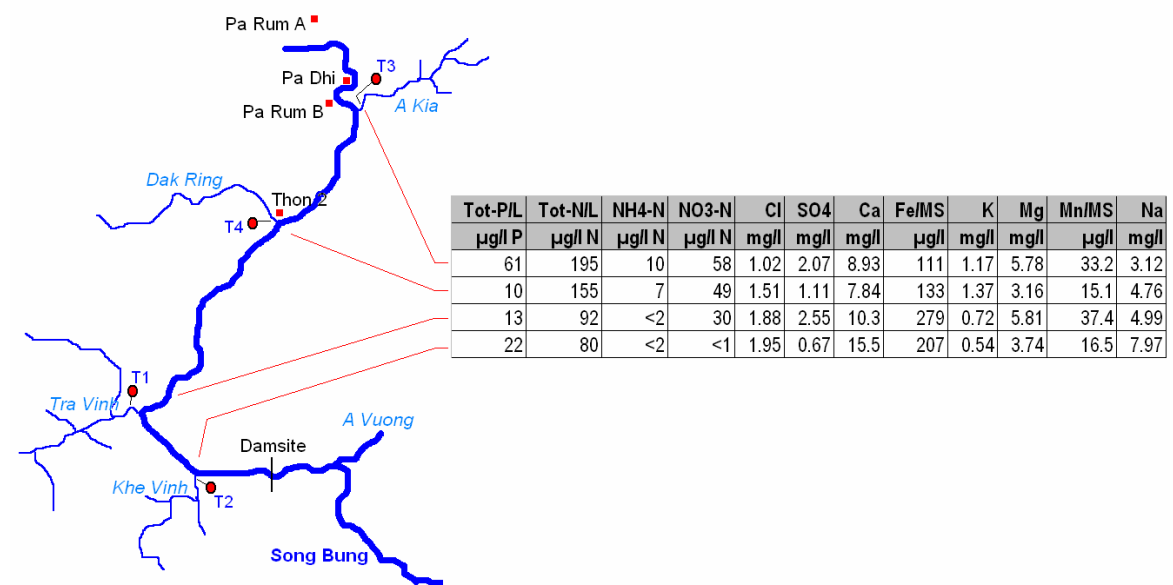 Pa Rum A
T3
Pa Dhi
Pa Rum B
A Kia
Dak Ring
Thon 2
T4
Tot-P/L Tot-N/L NH4-N NO3-N Cl SO4 Ca Fe/MS K Mg Mn/MS Na
µg/l P µg/l N µg/l N µg/l N mg/l mg/l mg/l µg/l mg/l mg/l µg/l mg/l
61 195 10 58 1.02 2.07 8.93 111 1.17 5.78 33.2 3.12
10 155 7 49 1.51 1.11 7.84 133 1.37 3.16 15.1 4.76
13 92 <2 30 1.88 2.55 10.3 279 0.72 5.81 37.4 4.99
22 80 <2 <1 1.95 0.67 15.5 207 0.54 3.74 16.5 7.97
T1
Tra Vinh
A Vuong
Damsite
Khe Vinh
T2
Song Bung